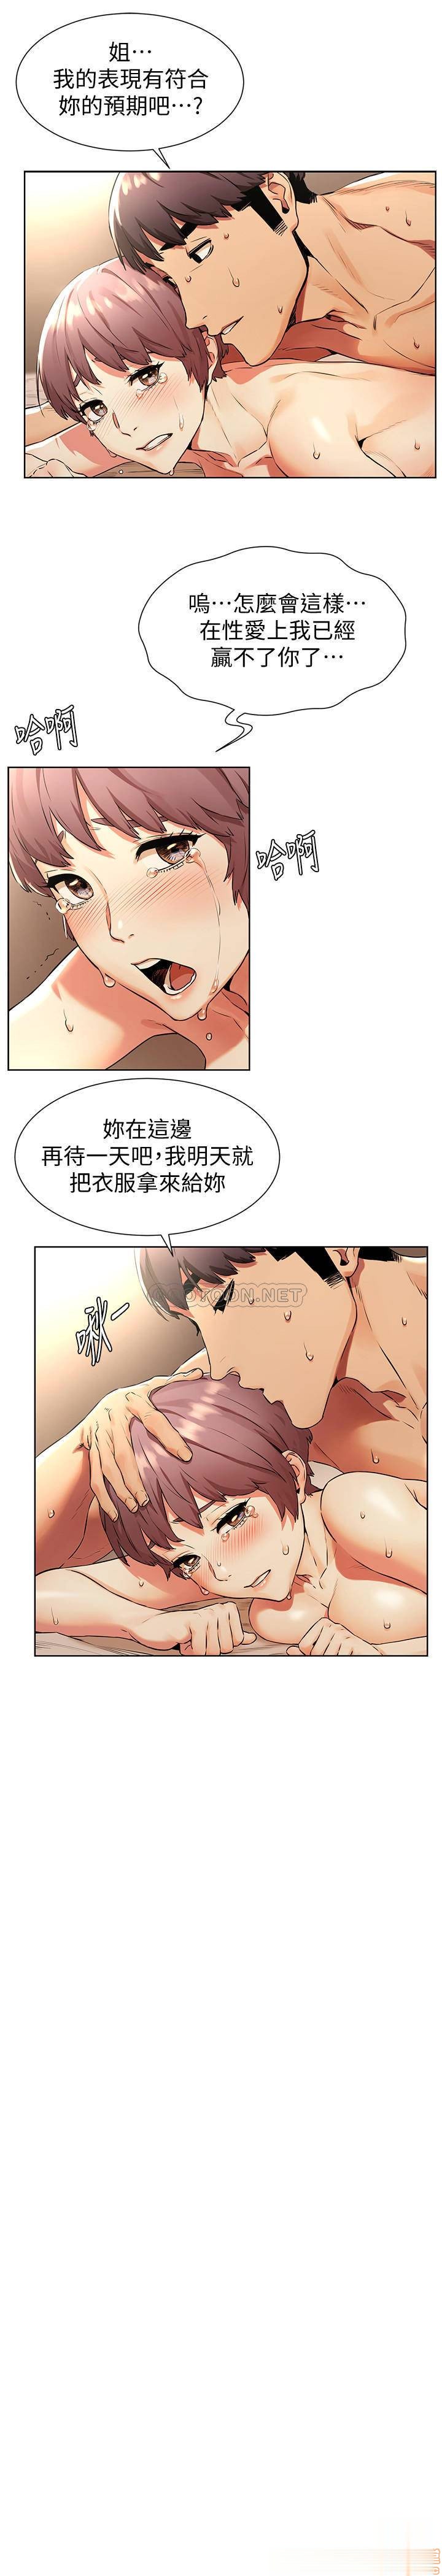 姐⋯
我的表現有符合
妳的預期吧⋯?
嗚⋯怎麼會這樣⋯
在性愛上我已經
贏不了你了⋯
哈啊
哈啊
妳在這邊
再待一天吧,我明天就
把衣服拿來給妳
啾一